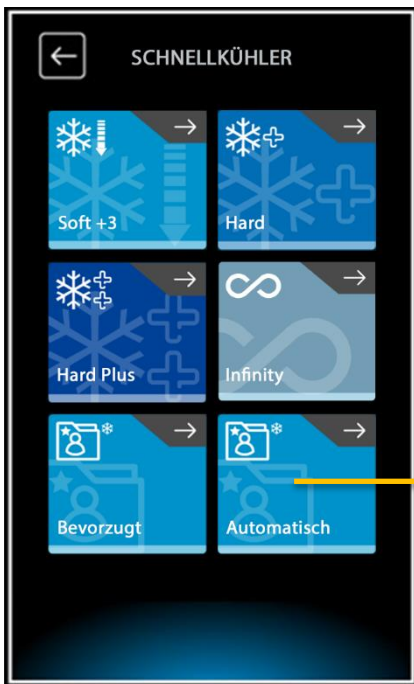 SCHNELLKÜHLER
Soft +3
Hard
Hard Plus
Infinity
Bevorzugt
Automatisch